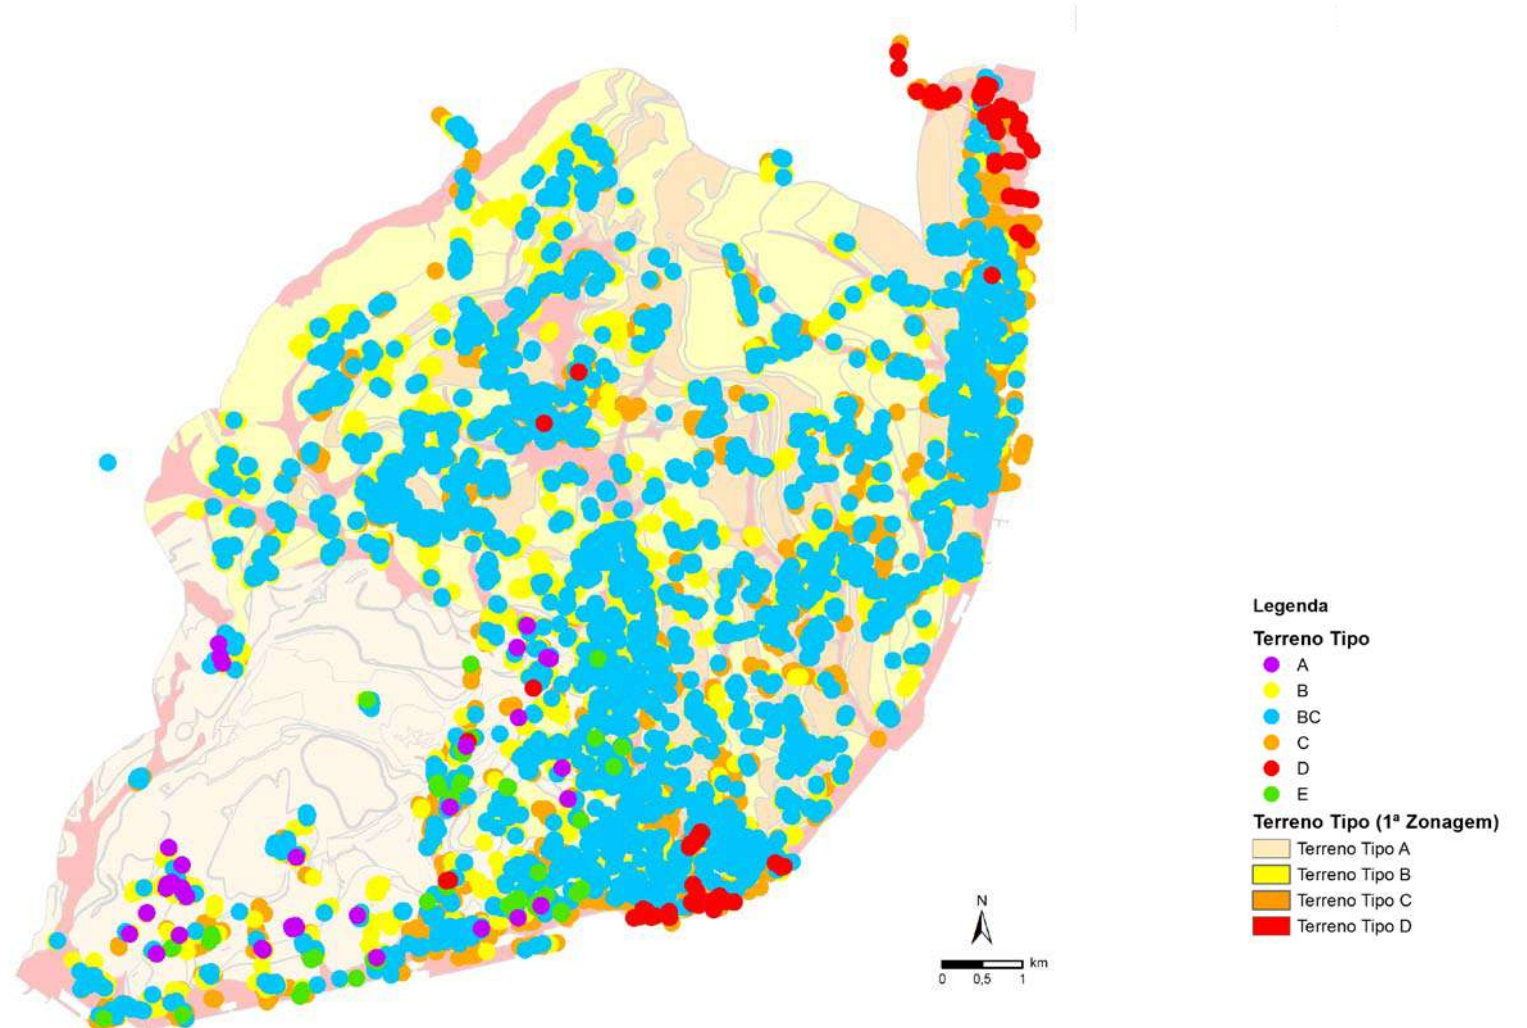 Legenda
Terreno Tipo
A
B
BC
C
D
E
Terreno Tipo (1ª Zonagem)
Terreno Tipo A
Terreno Tipo B
Terreno Tipo C
Terreno Tipo D
N
km
0 0,5 1